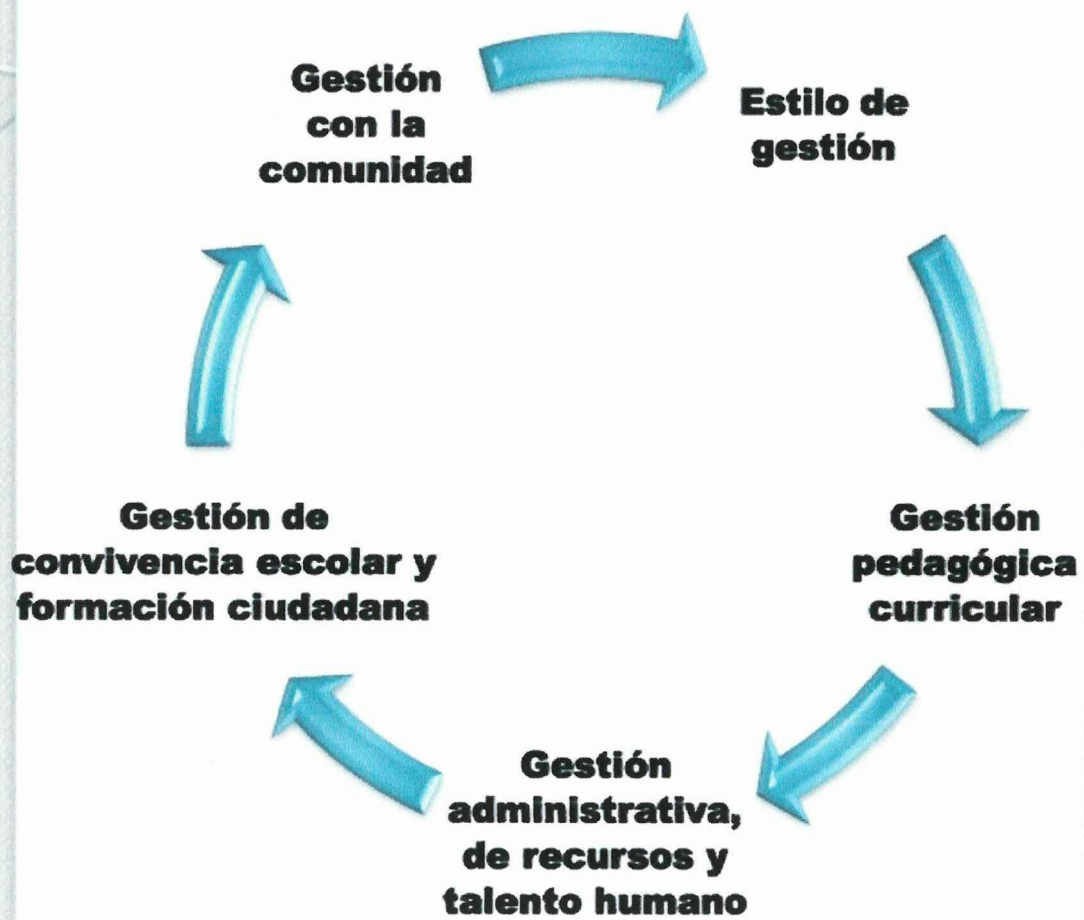 Gestión
con la
comunidad
Estilo de
gestión
Gestión
pedagógica
curricular
Gestión
administrativa,
de recursos y
talento humano
Gestión de
convivencia escolar y
formación ciudadana